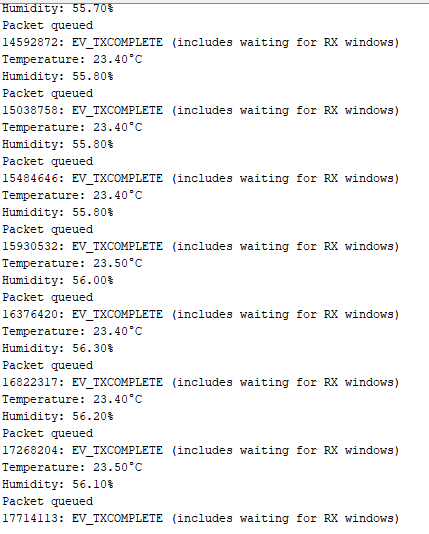 Humidity: 55.70%
Packet queued
14592872: EV_TXCOMPLETE (includes waiting for RX windows)
Temperature: 23.40°C
Humidity: 55.80%
Packet queued
15038758: EV_TXCOMPLETE (includes waiting for RX windows)
Temperature: 23.40°C
Humidity: 55.80%
Packet queued
15484646: EV_TXCOMPLETE (includes waiting for RX windows)
Temperature: 23.40°C
Humidity: 55.80%
Packet queued
15930532: EV_TXCOMPLETE (includes waiting for RX windows)
Temperature: 23.50°C
Humidity: 56.00%
Packet queued
16376420: EV_TXCOMPLETE (includes waiting for RX windows)
Temperature: 23.40°C
Humidity: 56.30%
Packet queued
16822317: EV_TXCOMPLETE (includes waiting for RX windows)
Temperature: 23.40°C
Humidity: 56.20%
Packet queued
17268204: EV_TXCOMPLETE (includes waiting for RX windows)
Temperature: 23.50°C
Humidity: 56.10%
Packet queued
17714113: EV_TXCOMPLETE (includes waiting for RX windows)